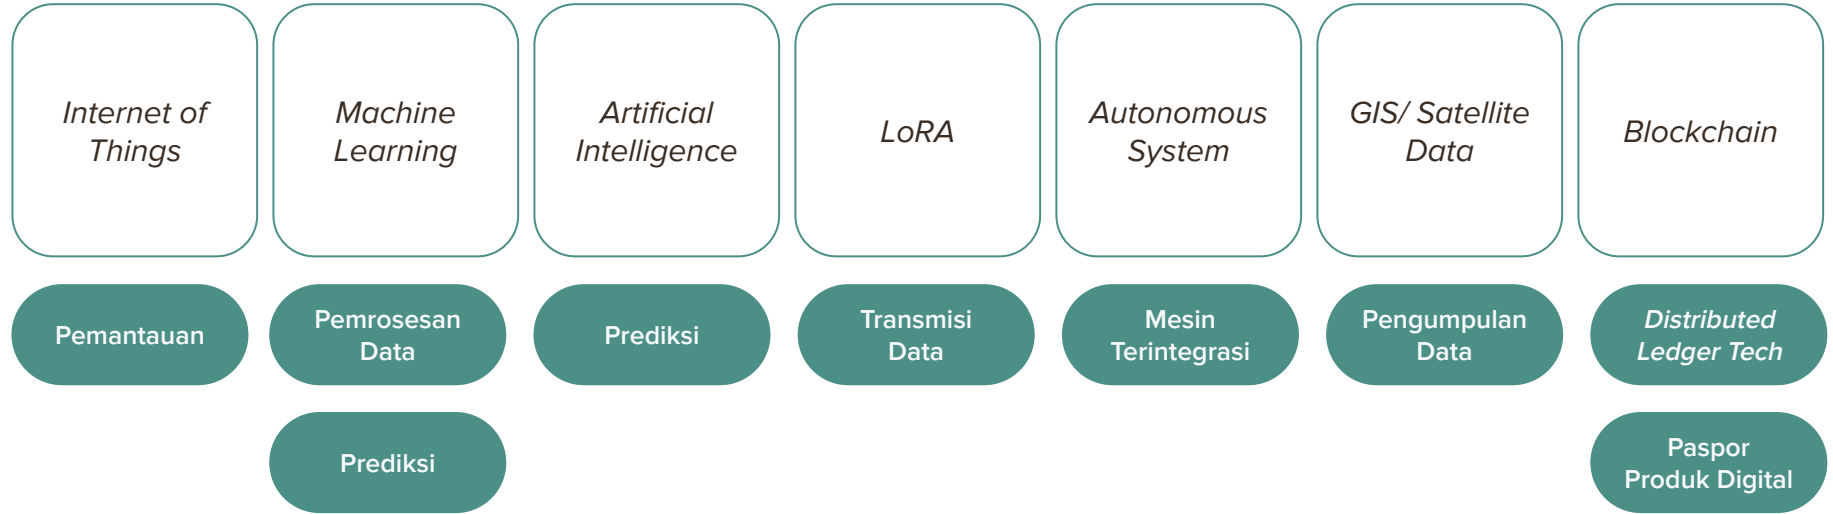 Internet of
Things
Machine
Learning
Artificial
Intelligence
LoRA
Autonomous
System
GIS/ Satellite
Data
Blockchain
Pemantauan
Pemrosesan
Data
Prediksi
Transmisi
Data
Mesin
Terintegrasi
Pengumpulan
Data
Distributed
Ledger Tech
Prediksi
Paspor
Produk Digital